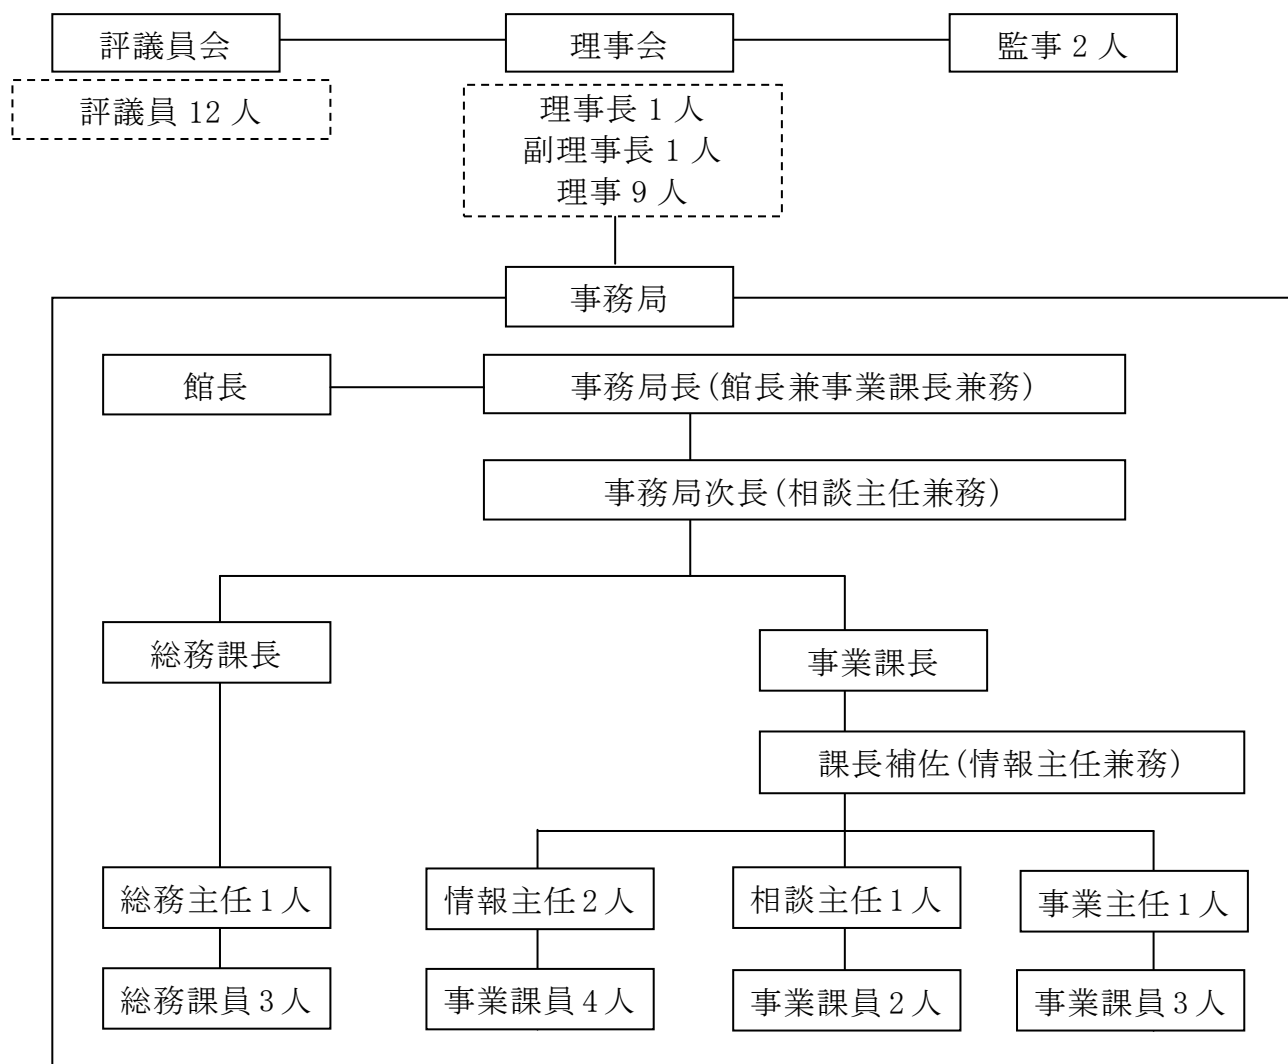 評議員会
理事会
監事 2 人
評議員 12 人
理事長 1 人
副理事長 1 人
理事 9 人
事務局
館長
事務局長(館長兼事業課長兼務)
事務局次長(相談主任兼務)
総務課長
事業課長
課長補佐(情報主任兼務)
総務主任1人
情報主任2人
相談主任1人
事業主任1人
総務課員3人
事業課員4人
事業課員2人
事業課員3人